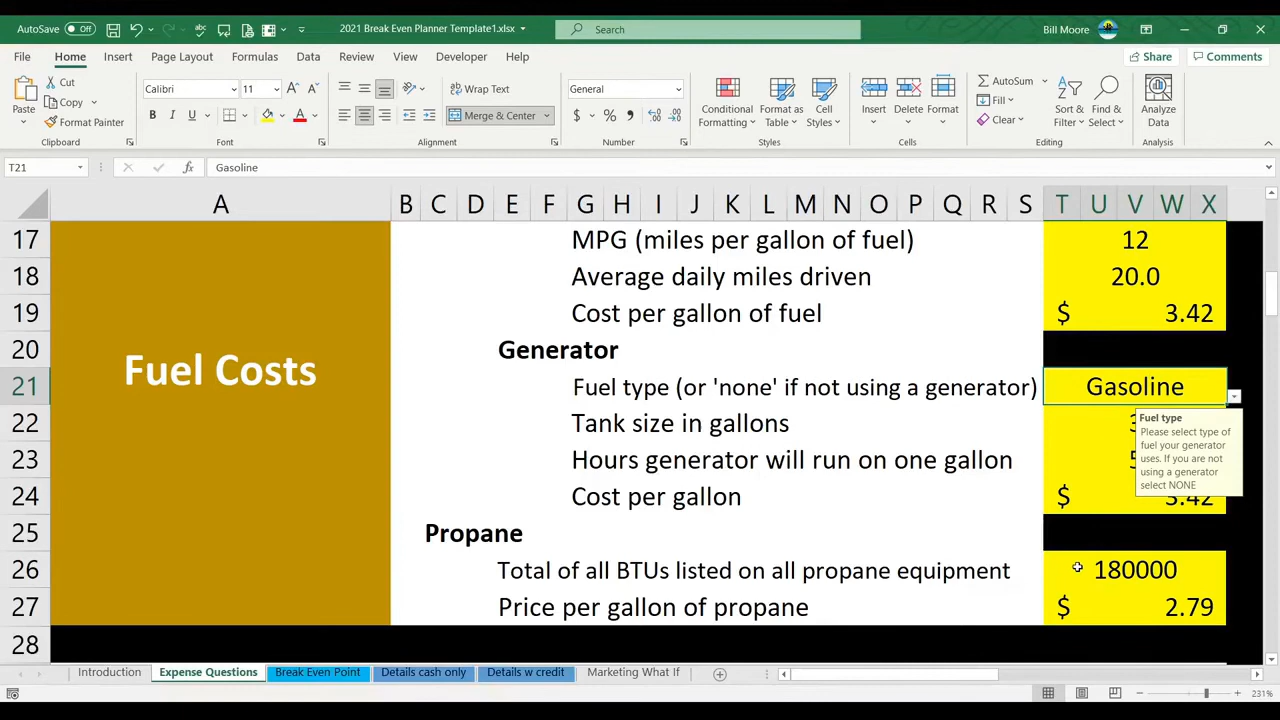 AutoSave Off
2021 Break Even Planner Template1.xlsx
Search
Bill Moore
File Home Insert Page Layout Formulas Data Review View Developer Help
Share Comments
Paste
Cut
Copy
Format Painter
Clipboard
Calibri 11
B I U
Font
Wrap Text
Merge & Center
Alignment
General
$ % ,
Number
Conditional Formatting
Format as Table
Cell Styles
Styles
Insert Delete Format
Cells
AutoSum
Fill
Clear
Sort & Filter
Find & Select
Editing
Analyze Data
Analysis
T21 fx Gasoline
A B C D E F G H I J K L M N O P Q R S T U V W X
17 MPG (miles per gallon of fuel) 12
18 Average daily miles driven 20.0
19 Cost per gallon of fuel $ 3.42
20 Generator
Fuel Costs
21 Fuel type (or 'none' if not using a generator) Gasoline
22 Tank size in gallons
23 Hours generator will run on one gallon
24 Cost per gallon $ 3.42
Fuel type
Please select type of
fuel your generator
uses. If you are not
using a generator
select NONE
25 Propane
26 Total of all BTUs listed on all propane equipment 180000
27 Price per gallon of propane $ 2.79
28
Introduction Expense Questions Break Even Point Details cash only Details w credit Marketing What If
231%